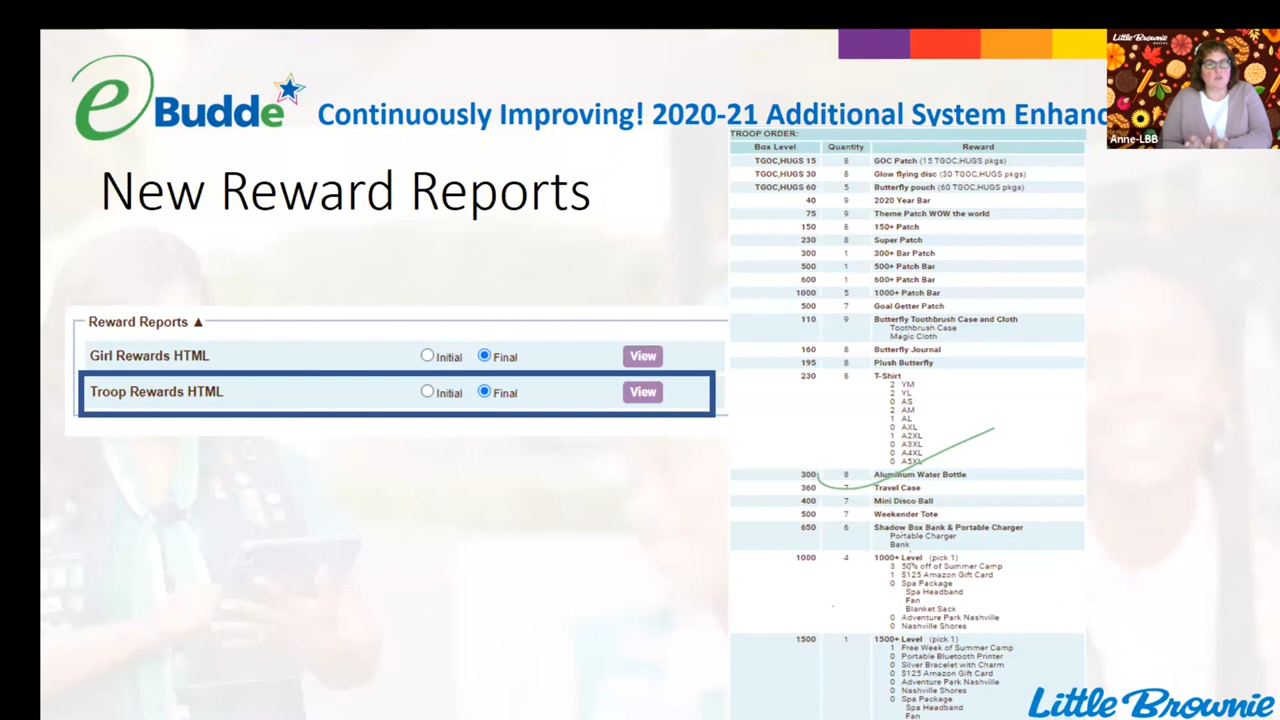 eBudde
Continuously Improving! 2020-21 Additional System Enhanc
New Reward Reports
Reward Reports ▲
Girl Rewards HTML Initial Final View
Troop Rewards HTML Initial Final View
TROOP ORDER:
Box Level Quantity Reward
TGOC,HUGS 15 8 GOC Patch (15 TGOC,HUGS pkgs)
TGOC,HUGS 30 8 Glow flying disc (30 TGOC,HUGS pkgs)
TGOC,HUGS 60 5 Butterfly pouch (60 TGOC,HUGS pkgs)
40 9 2020 Year Bar
75 9 Theme Patch WOW the world
150 8 150+ Patch
230 8 Super Patch
300 1 300+ Bar Patch
500 1 500+ Patch Bar
600 1 600+ Patch Bar
1000 5 1000+ Patch Bar
500 7 Goal Getter Patch
110 9 Butterfly Toothbrush Case and Cloth
Toothbrush Case
Magic Cloth
160 8 Butterfly Journal
195 8 Plush Butterfly
230 8 T-Shirt
2 YM
2 YL
0 AS
2 AM
1 AL
0 AXL
1 A2XL
0 A3XL
0 A4XL
0 A5XL
300 8 Aluminum Water Bottle
360 7 Travel Case
400 7 Mini Disco Ball
500 7 Weekender Tote
650 6 Shadow Box Bank & Portable Charger
Portable Charger
Bank
1000 4 1000+ Level (pick 1)
3 50% off of Summer Camp
1 $125 Amazon Gift Card
0 Spa Package
Spa Headband
Fan
Blanket Sack
0 Adventure Park Nashville
0 Nashville Shores
1500 1 1500+ Level (pick 1)
1 Free Week of Summer Camp
0 Portable Bluetooth Printer
0 Silver Bracelet with Charm
0 $125 Amazon Gift Card
0 Adventure Park Nashville
0 Nashville Shores
0 Spa Package
Spa Headband
Fan
Little Brownie
Anne-LBB
Little Brownie